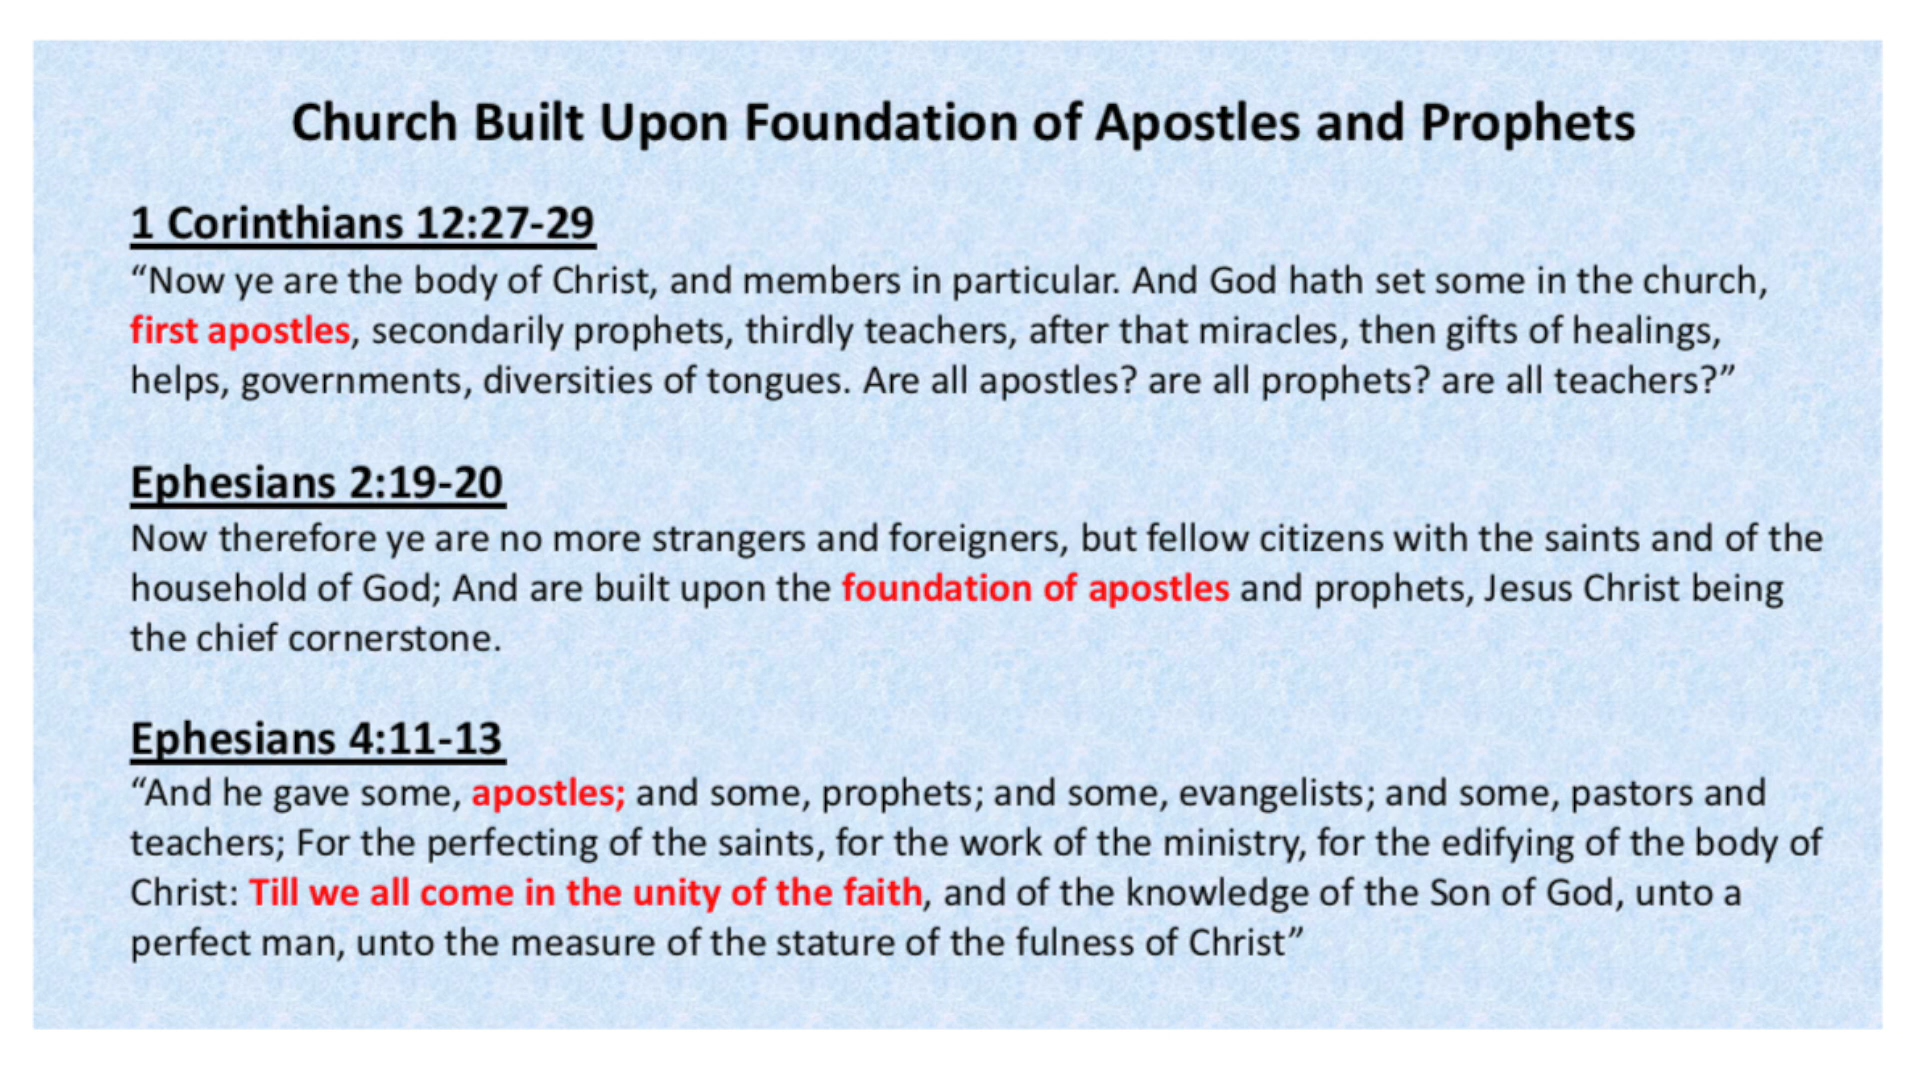 Church Built Upon Foundation of Apostles and Prophets
1 Corinthians 12:27-29
“Now ye are the body of Christ, and members in particular. And God hath set some in the church,
first apostles, secondarily prophets, thirdly teachers, after that miracles, then gifts of healings,
helps, governments, diversities of tongues. Are all apostles? are all prophets? are all teachers?”
Ephesians 2:19-20
Now therefore ye are no more strangers and foreigners, but fellow citizens with the saints and of the
household of God; And are built upon the foundation of apostles and prophets, Jesus Christ being
the chief cornerstone.
Ephesians 4:11-13
“And he gave some, apostles; and some, prophets; and some, evangelists; and some, pastors and
teachers; For the perfecting of the saints, for the work of the ministry, for the edifying of the body of
Christ: Till we all come in the unity of the faith, and of the knowledge of the Son of God, unto a
perfect man, unto the measure of the stature of the fulness of Christ”